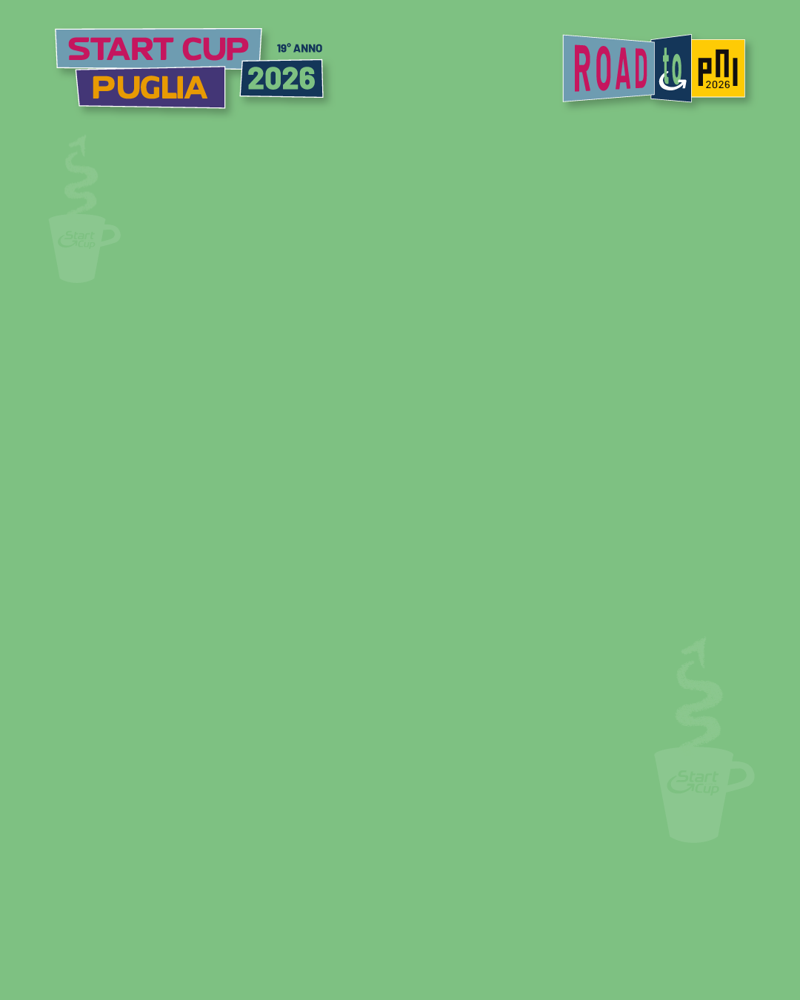 START CUP
19° ANNO
PUGLIA
2026
ROAD to PNI
2026
Start
Cup
Start
Cup